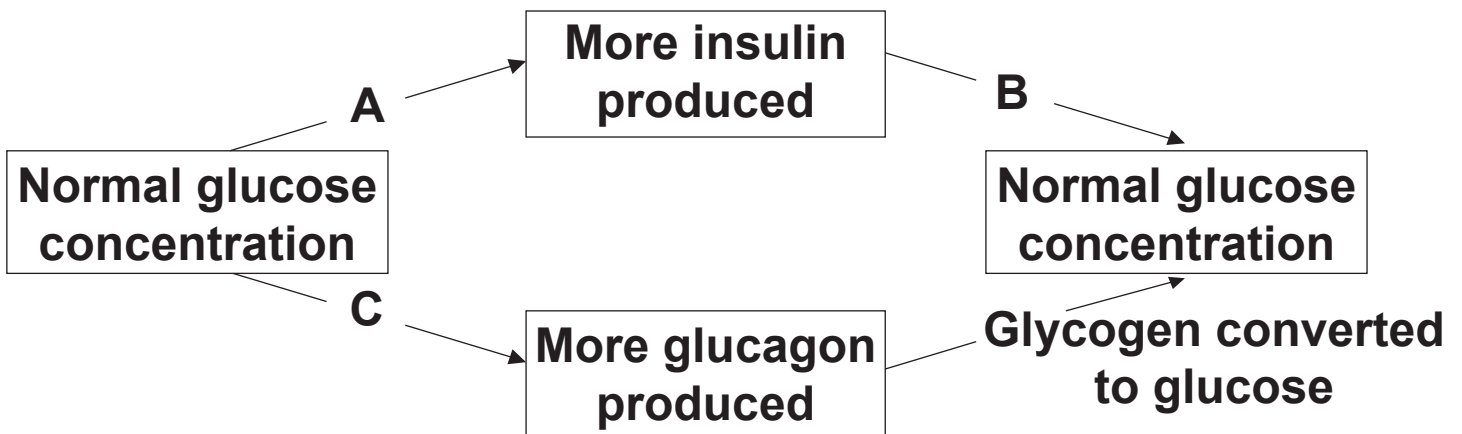 More insulin
produced
A
B
Normal glucose
concentration
Normal glucose
concentration
C
More glucagon
produced
Glycogen converted
to glucose